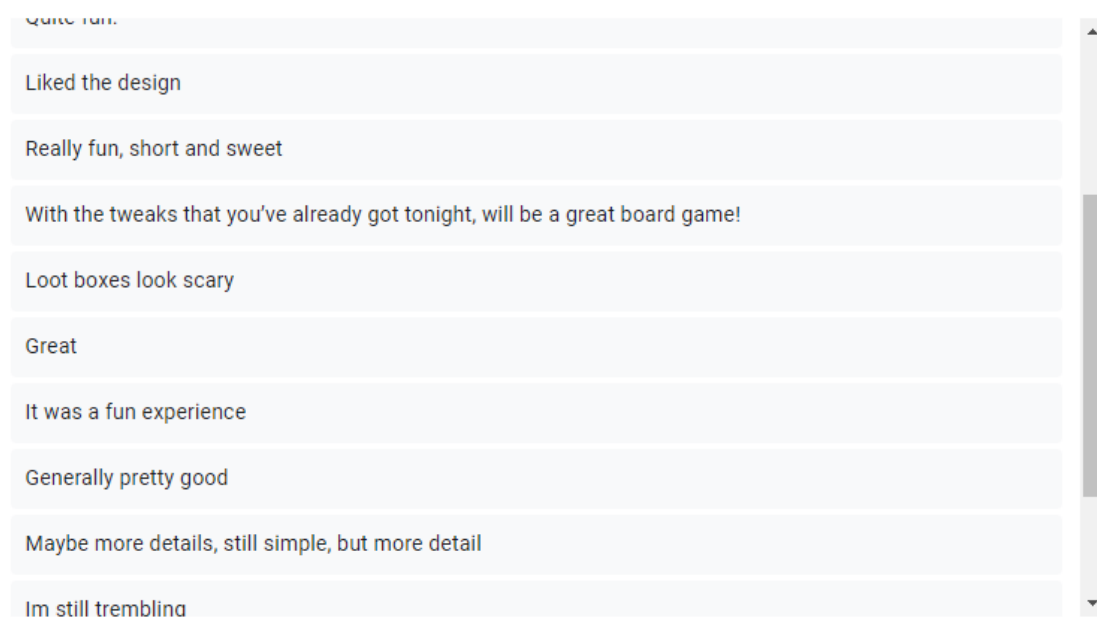 Quite fun.
Liked the design
Really fun, short and sweet
With the tweaks that you’ve already got tonight, will be a great board game!
Loot boxes look scary
Great
It was a fun experience
Generally pretty good
Maybe more details, still simple, but more detail
Im still trembling